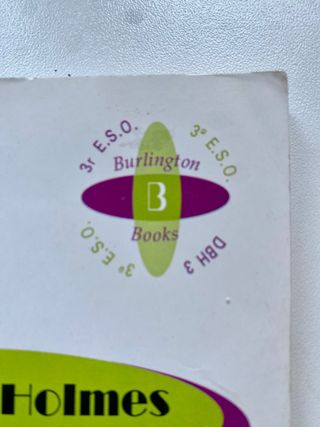 3r E.S.O.
3º E.S.O.
Burlington
B
Books
3º E.S.O.
DBH 3
Holmes